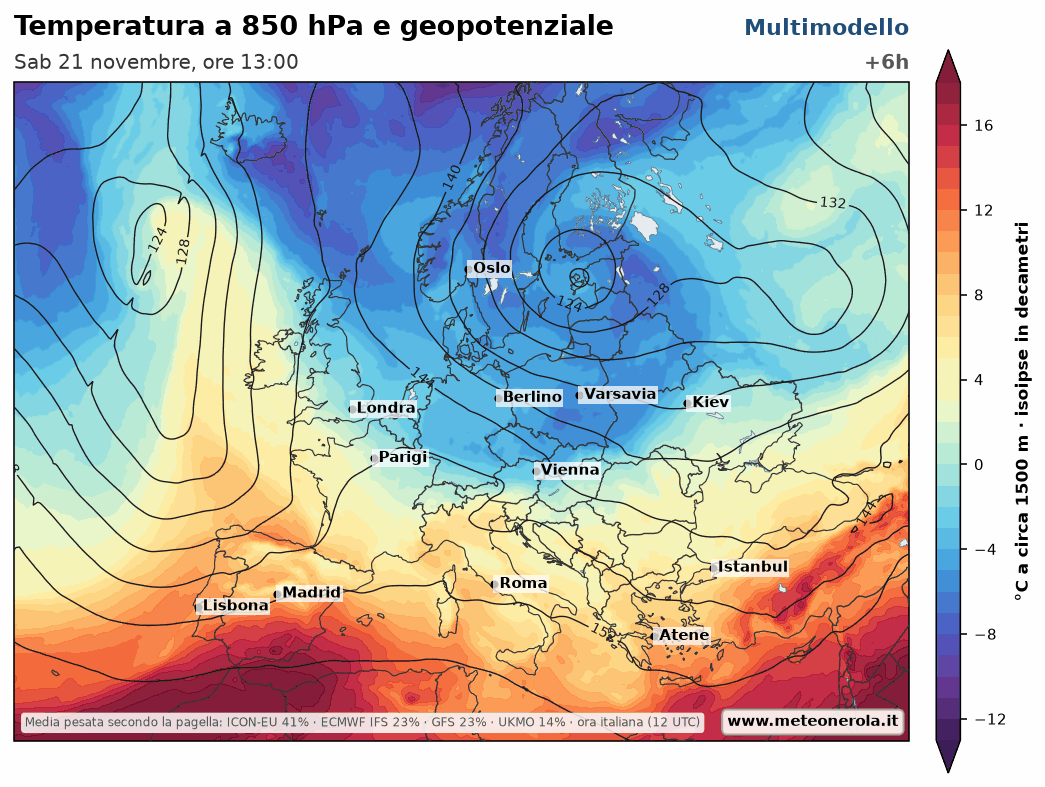 Temperatura a 850 hPa e geopotenziale
Multimodello
Sab 21 novembre, ore 13:00
+6h
140
132
124
128
Oslo
124
128
144
Berlino
Varsavia
Kiev
Londra
Parigi
Vienna
144
Istanbul
Roma
Madrid
Lisbona
Atene
Media pesata secondo la pagella: ICON-EU 41% · ECMWF IFS 23% · GFS 23% · UKMO 14% · ora italiana (12 UTC)
www.meteonerola.it
16
12
8
4
0
−4
−8
−12
°C a circa 1500 m · isoipse in decametri